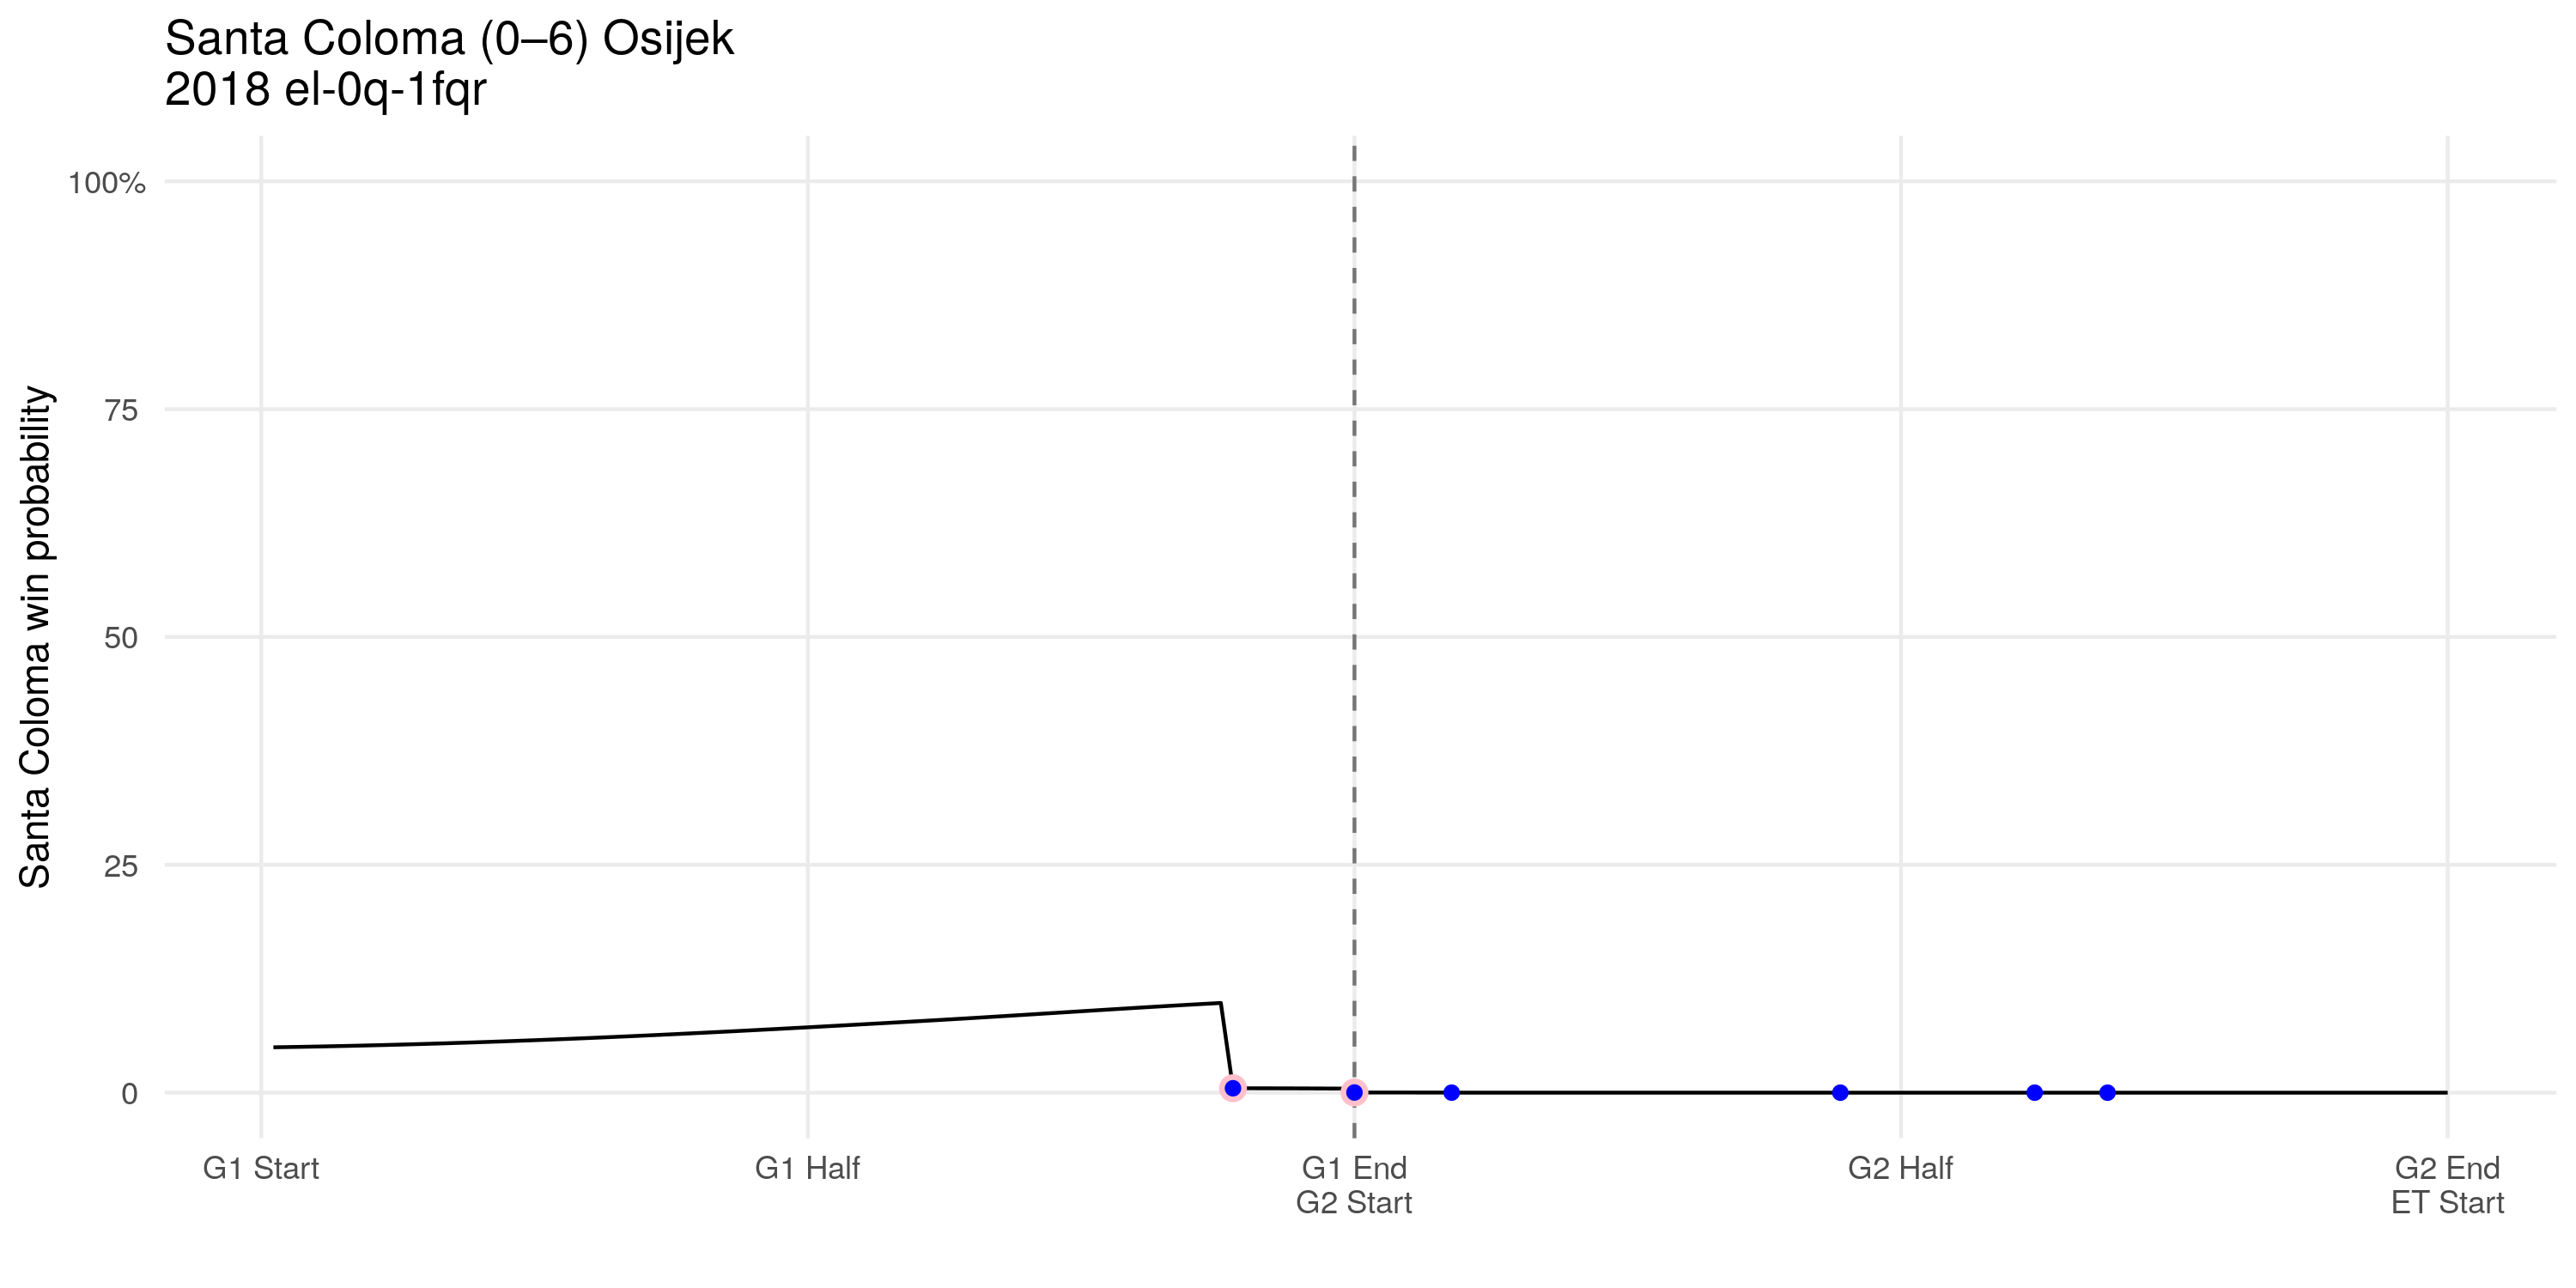 Santa Coloma (0–6) Osijek
2018 el-0q-1fqr
Santa Coloma win probability
100%
75
50
25
0
G1 Start
G1 Half
G1 End
G2 Start
G2 Half
G2 End
ET Start